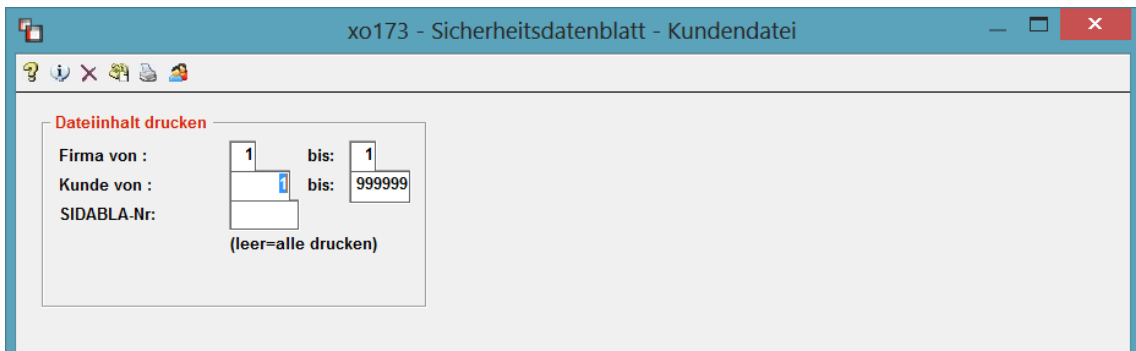 xo173 - Sicherheitsdatenblatt - Kundendatei
Dateiinhalt drucken
Firma von : 1 bis: 1
Kunde von : 1 bis: 999999
SIDABLA-Nr:
(leer=alle drucken)